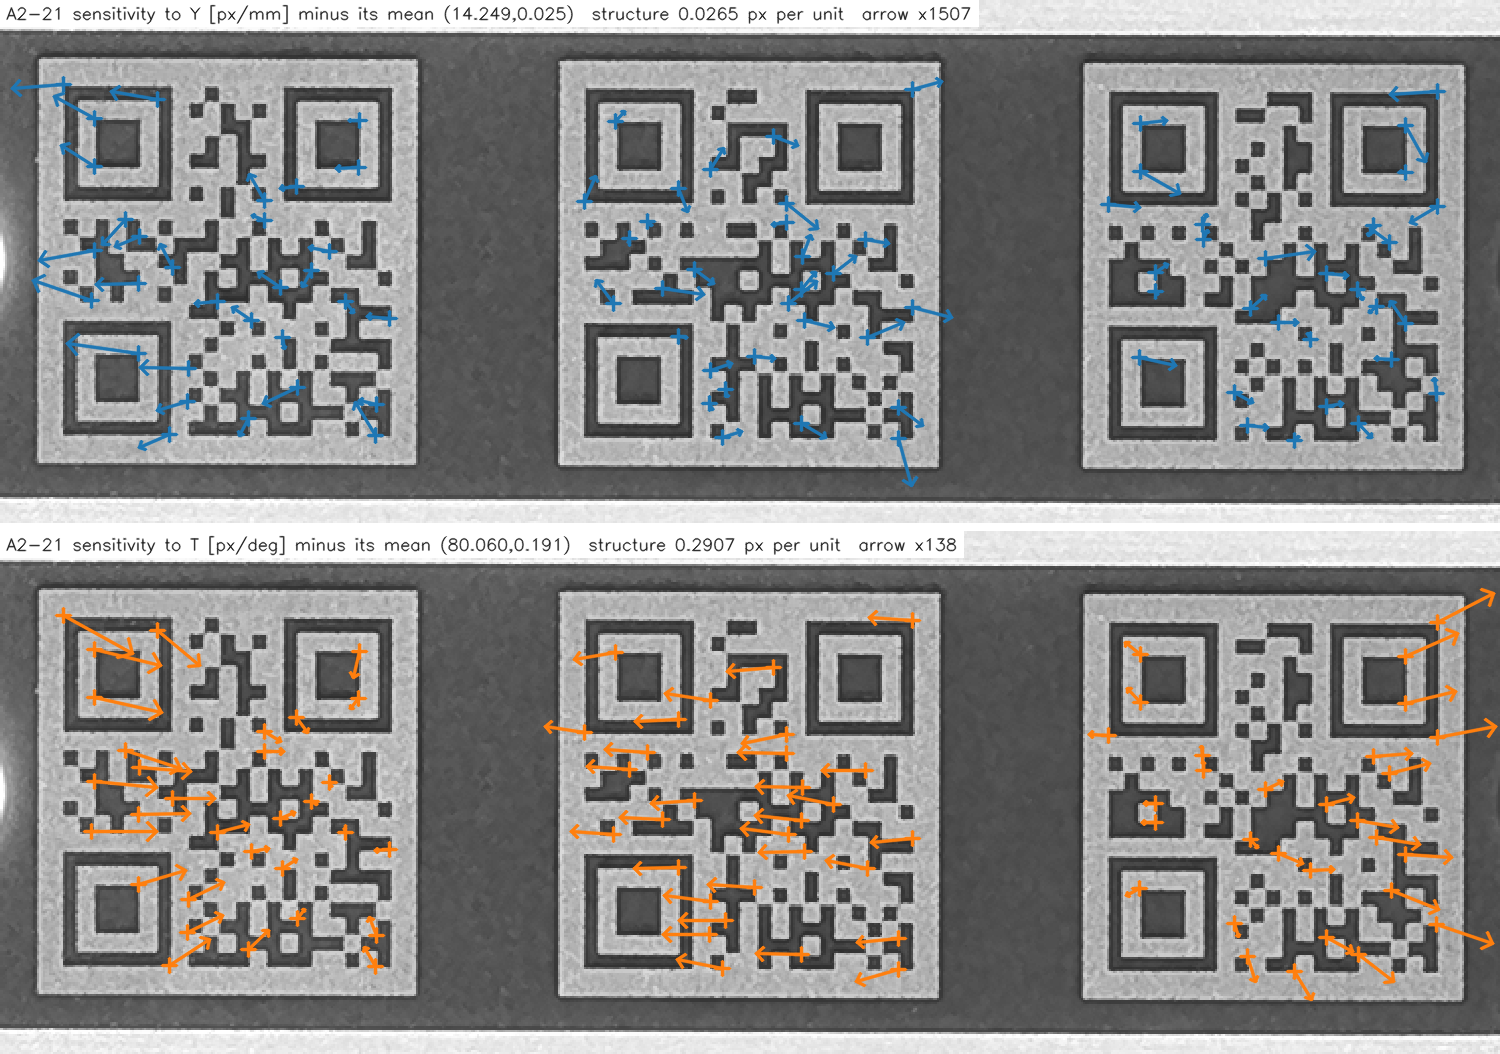 A2-21 sensitivity to Y [px/mm] minus its mean (14.249,0.025) structure 0.0265 px per unit arrow x1507
A2-21 sensitivity to T [px/deg] minus its mean (80.060,0.191) structure 0.2907 px per unit arrow x138